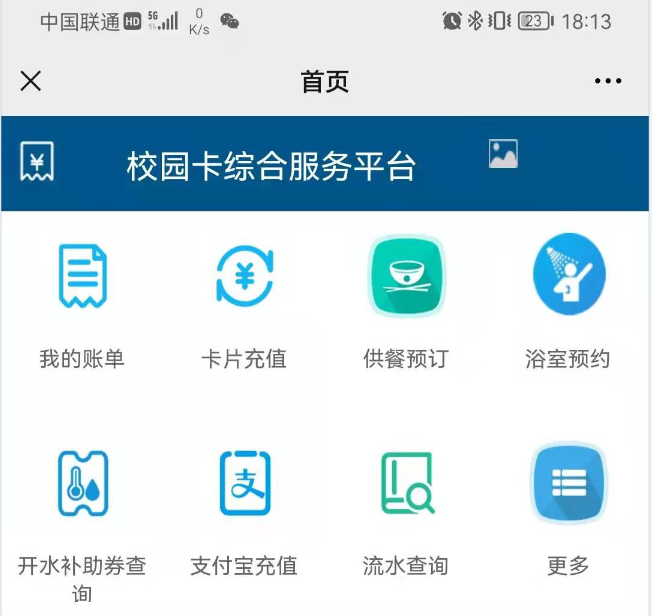 中国联通 HD 5G 0 K/s 23 18:13
首页
校园卡综合服务平台
我的账单 卡片充值 供餐预订 浴室预约
开水补助券查询 支付宝充值 流水查询 更多